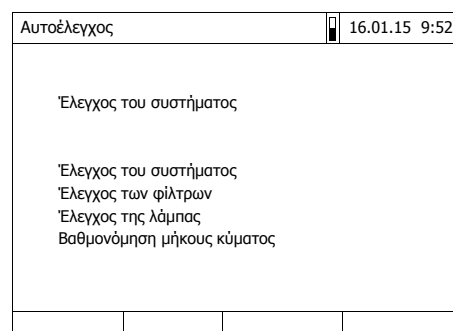 Αυτοέλεγχος 16.01.15 9:52
Έλεγχος του συστήματος
Έλεγχος του συστήματος
Έλεγχος των φίλτρων
Έλεγχος της λάμπας
Βαθμονόμηση μήκους κύματος